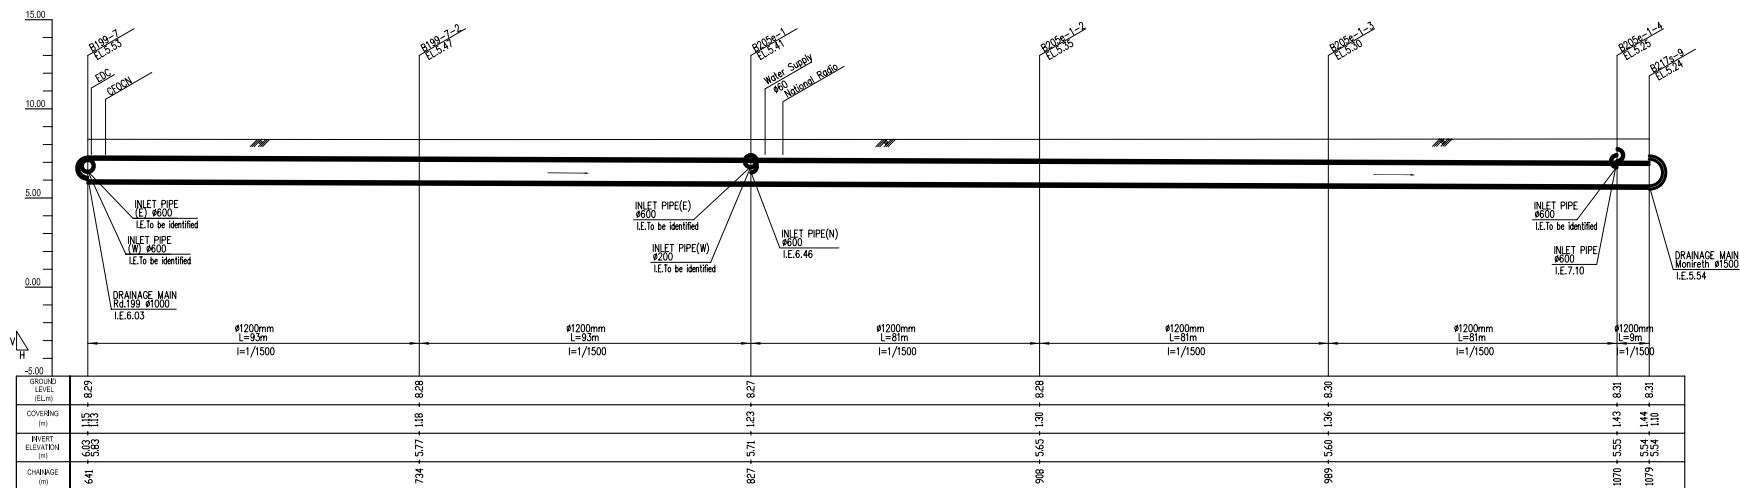 15.00
10.00
5.00
0.00
-5.00
V
H
B199-7
EL.5.53
EDC
CFOCN
B199-7-2
EL.5.47
B205e-1
EL.5.41
Water Supply
ø60
National Radio
B205e-1-2
EL.5.35
B205e-1-3
EL.5.30
B205e-1-4
EL.5.25
B217s-9
EL.5.24
INLET PIPE
(E) ø600
I.E.To be identified
INLET PIPE
(W) ø600
I.E.To be identified
DRAINAGE MAIN
Rd.199 ø1000
I.E.6.03
INLET PIPE(E)
ø600
I.E.To be identified
INLET PIPE(W)
ø200
I.E.To be identified
INLET PIPE(N)
ø600
I.E.6.46
INLET PIPE
ø600
I.E.To be identified
INLET PIPE
ø600
I.E.7.10
DRAINAGE MAIN
Monireth ø1500
I.E.5.54
ø1200mm
L=93m
I=1/1500
ø1200mm
L=93m
I=1/1500
ø1200mm
L=81m
I=1/1500
ø1200mm
L=81m
I=1/1500
ø1200mm
L=81m
I=1/1500
ø1200mm
L=9m
I=1/1500
GROUND
LEVEL
(EL.m)
8.29
8.28
8.27
8.28
8.30
8.31
8.31
COVERING
(m)
1.15
1.13
1.18
1.23
1.30
1.36
1.43
1.44
1.10
INVERT
ELEVATION
(m)
6.03
5.83
5.77
5.71
5.65
5.60
5.55
5.54
5.54
CHAINAGE
(m)
641
734
827
908
989
1070
1079